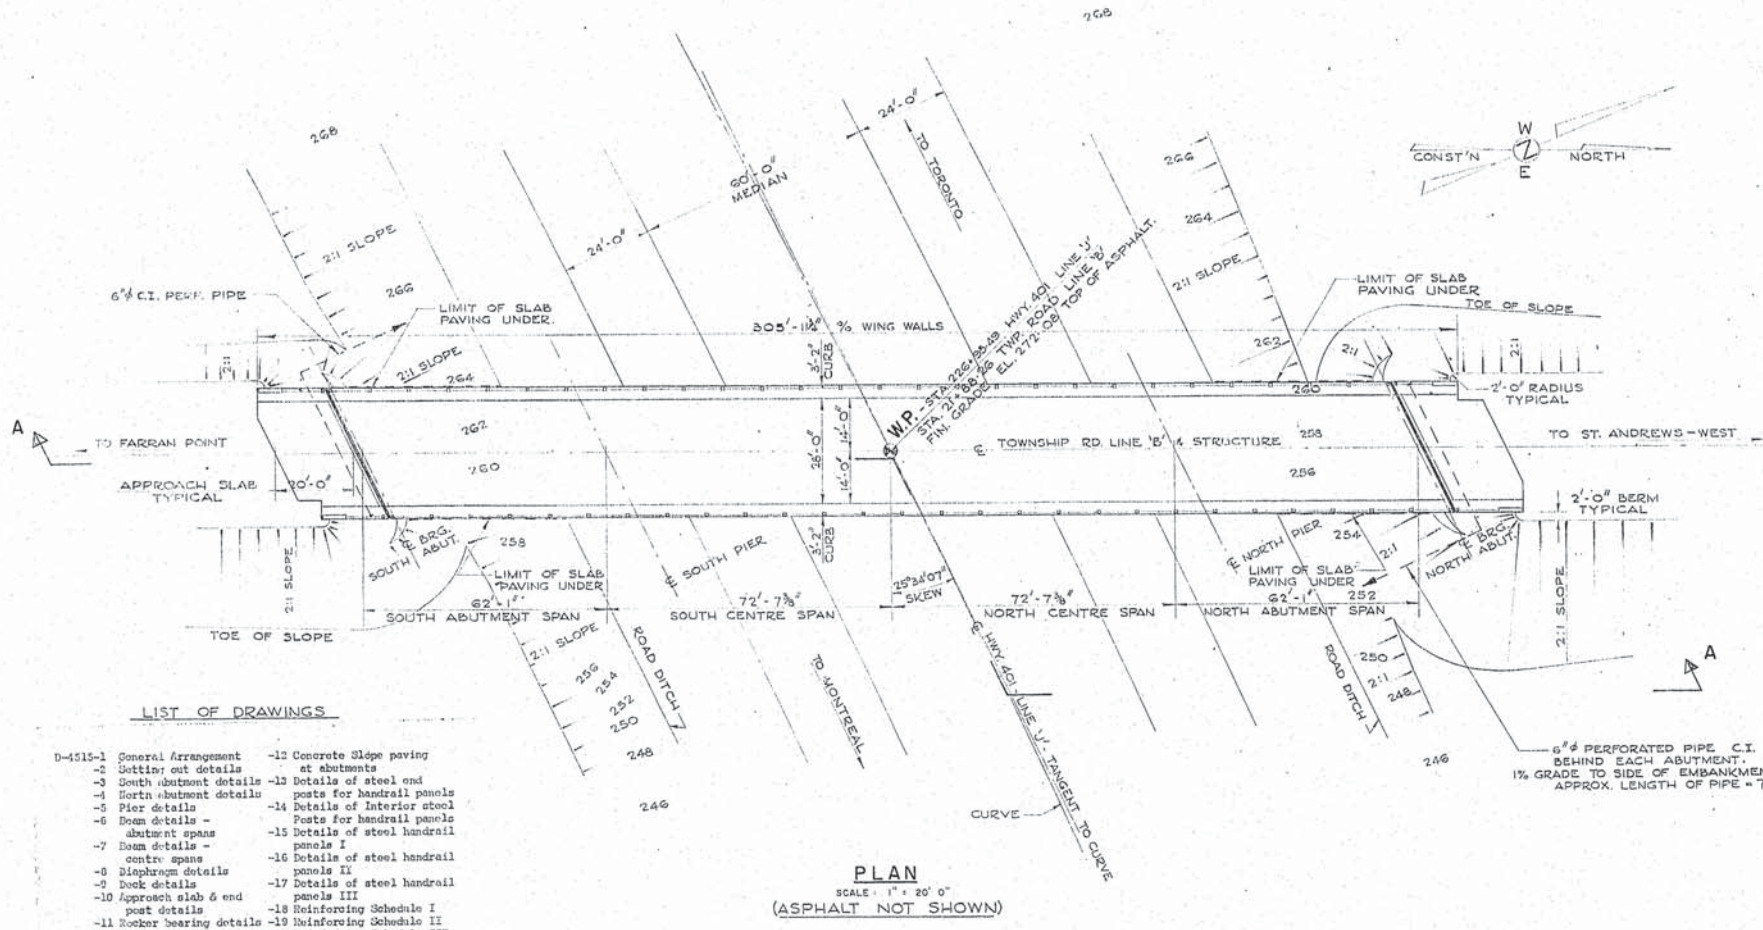 268
268
24'-0"
60'-0"
MEDIAN
24'-0"
TO TORONTO
266
264
2:1 SLOPE
W
CONST'N
NORTH
E
2:1 SLOPE
266
6"⌀ C.I. PERF. PIPE
LIMIT OF SLAB
PAVING UNDER.
LIMIT OF SLAB
PAVING UNDER
TOE OF SLOPE
% WING WALLS
3'-2"
CURB
262
2:1
2:1
2:1
2:1 SLOPE
264
260
2'-0" RADIUS
TYPICAL
W.P. - STA. 226+95.49 HWY. 401 LINE 'J'
STA. 21+88.26 TWP. ROAD LINE 'B'
FIN. GRADE EL. 272.08 TOP OF ASPHALT.
A
TO FARRAN POINT
262
260
28'-0"
14'-0"
14'-0"
℄ TOWNSHIP RD. LINE 'B' & STRUCTURE
258
256
TO ST. ANDREWS-WEST
APPROACH SLAB
TYPICAL
20'-0"
2'-0" BERM
TYPICAL
℄ BRG.
SOUTH ABUT.
258
℄ SOUTH PIER
3'-2"
CURB
℄ NORTH PIER
254
2:1
℄ BRG.
NORTH ABUT.
2:1 SLOPE
LIMIT OF SLAB
PAVING UNDER
25°34'07"
SKEW
LIMIT OF SLAB
PAVING UNDER
252
2:1 SLOPE
62'-1"
SOUTH ABUTMENT SPAN
72'-7⅜"
SOUTH CENTRE SPAN
72'-7⅜"
NORTH CENTRE SPAN
62'-1"
NORTH ABUTMENT SPAN
TOE OF SLOPE
2:1 SLOPE
256
254
252
250
248
246
ROAD DITCH
TO MONTREAL
℄ HWY. 401 - LINE 'J' - TANGENT TO CURVE
CURVE
ROAD DITCH
250
2:1
248
246
A
6"⌀ PERFORATED PIPE C.I.
BEHIND EACH ABUTMENT.
1% GRADE TO SIDE OF EMBANKMEN
APPROX. LENGTH OF PIPE =
LIST OF DRAWINGS
D-4515-1 General Arrangement
-2 Setting out details
-3 South abutment details
-4 North abutment details
-5 Pier details
-6 Beam details -
abutment spans
-7 Beam details -
centre spans
-8 Diaphragm details
-9 Deck details
-10 Approach slab & end
post details
-11 Rocker bearing details
-12 Concrete Slope paving
at abutments
-13 Details of steel end
posts for handrail panels
-14 Details of Interior steel
Posts for handrail panels
-15 Details of steel handrail
panels I
-16 Details of steel handrail
panels II
-17 Details of steel handrail
panels III
-18 Reinforcing Schedule I
-19 Reinforcing Schedule II
PLAN
SCALE: 1" = 20' 0"
(ASPHALT NOT SHOWN)